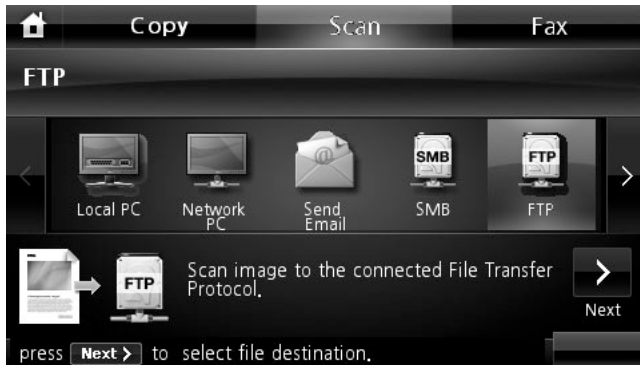 Copy Scan Fax
FTP
SMB FTP
Local PC Network PC Send Email SMB FTP
FTP Scan image to the connected File Transfer Protocol.
Next
press Next > to select file destination.